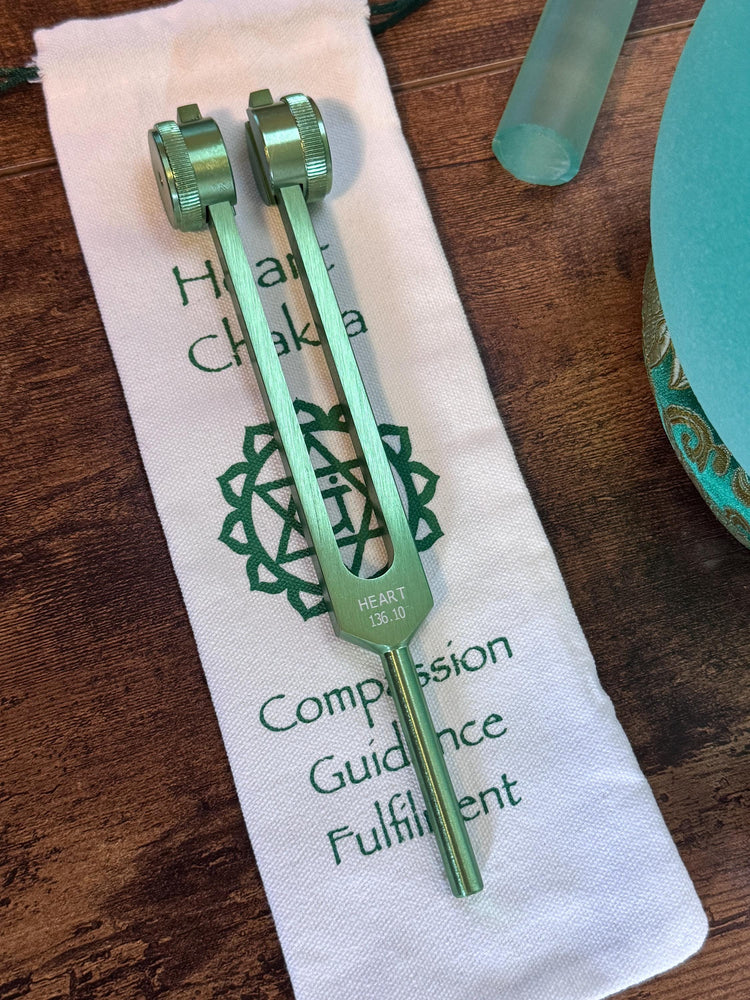 Heart
Chakra
HEART
136.10
Compassion
Guidance
Fulfilment